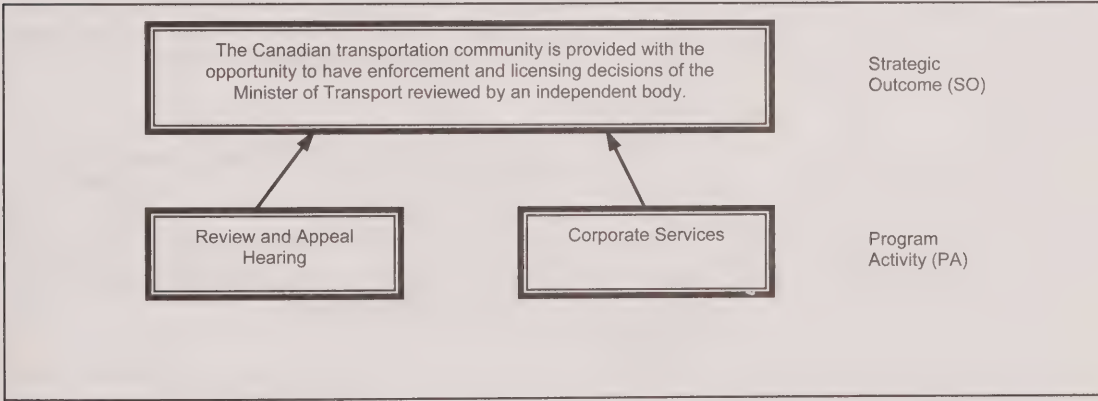 The Canadian transportation community is provided with the
opportunity to have enforcement and licensing decisions of the
Minister of Transport reviewed by an independent body.
Strategic
Outcome (SO)
Review and Appeal
Hearing
Corporate Services
Program
Activity (PA)